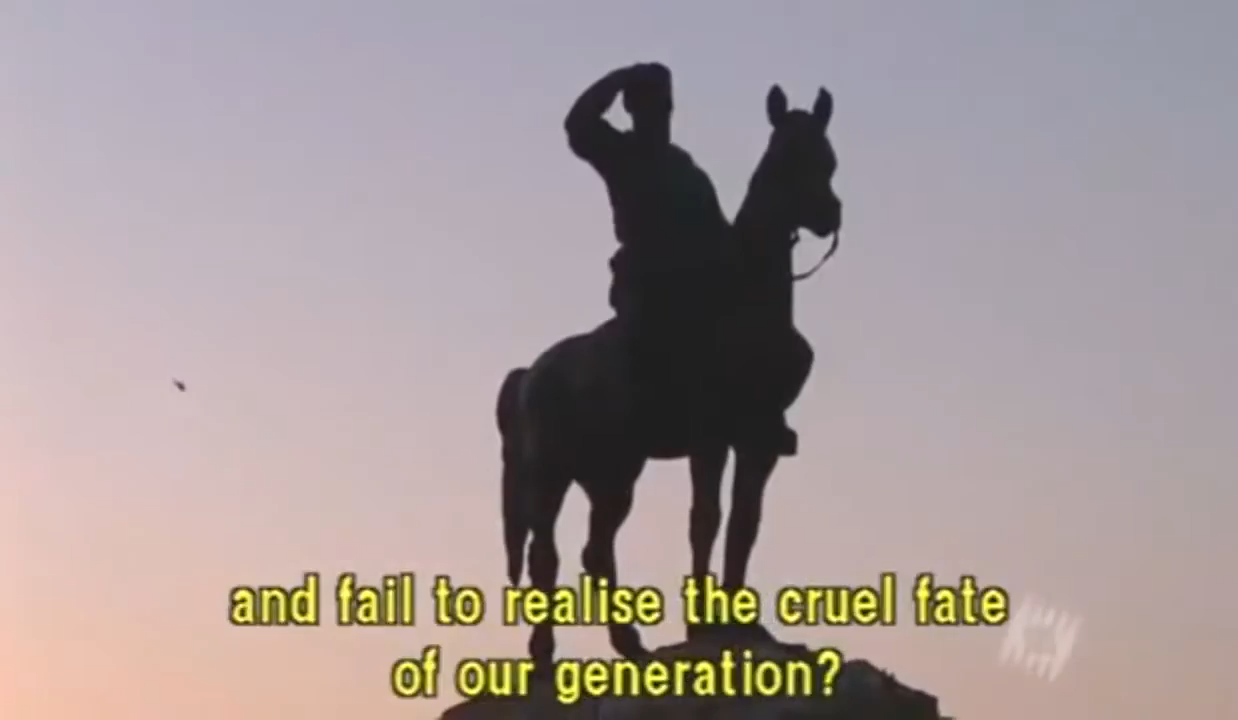 and fail to realise the cruel fate
of our generation?